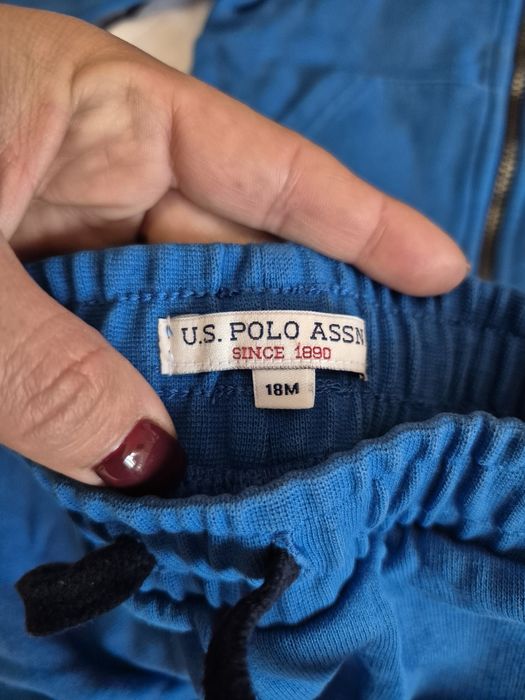 U.S. POLO ASSN
SINCE 1890
18M